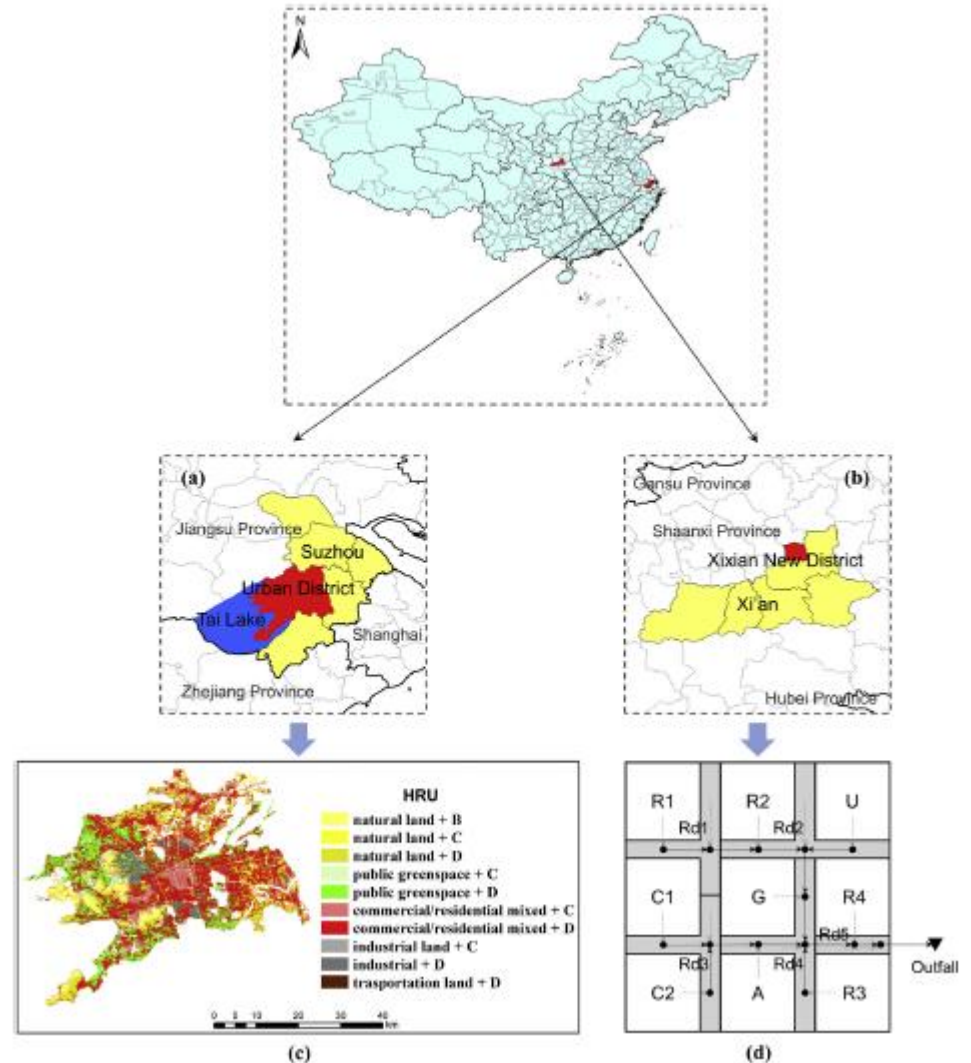 N
(a)
Jiangsu Province
Suzhou
Urban District
Tai Lake
Shanghai
Zhejiang Province
(b)
Gansu Province
Shaanxi Province
Xixian New District
Xi'an
Hubei Province
HRU
natural land + B
natural land + C
natural land + D
public greenspace + C
public greenspace + D
commercial/residential mixed + C
commercial/residential mixed + D
industrial land + C
industrial + D
trasportation land + D
0 5 10 20 30 40
km
(c)
R1 R2 U
Rd1 Rd2
C1 G R4
Rd5
Rd3 Rd4
Outfall
C2 A R3
(d)